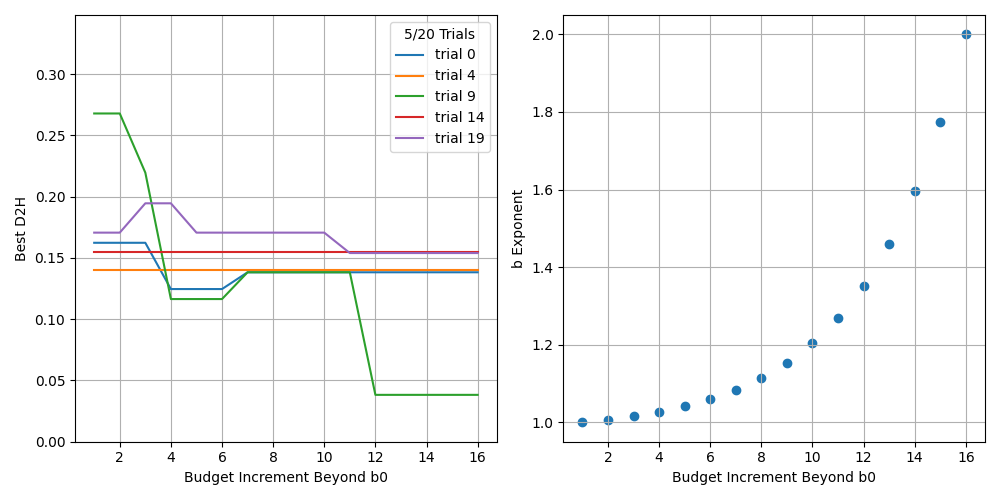 5/20 Trials
trial 0
trial 4
trial 9
trial 14
trial 19
0.30
0.25
0.20
0.15
0.10
0.05
0.00
Best D2H
2 4 6 8 10 12 14 16
Budget Increment Beyond b0
2.0
1.8
1.6
1.4
1.2
1.0
b Exponent
2 4 6 8 10 12 14 16
Budget Increment Beyond b0